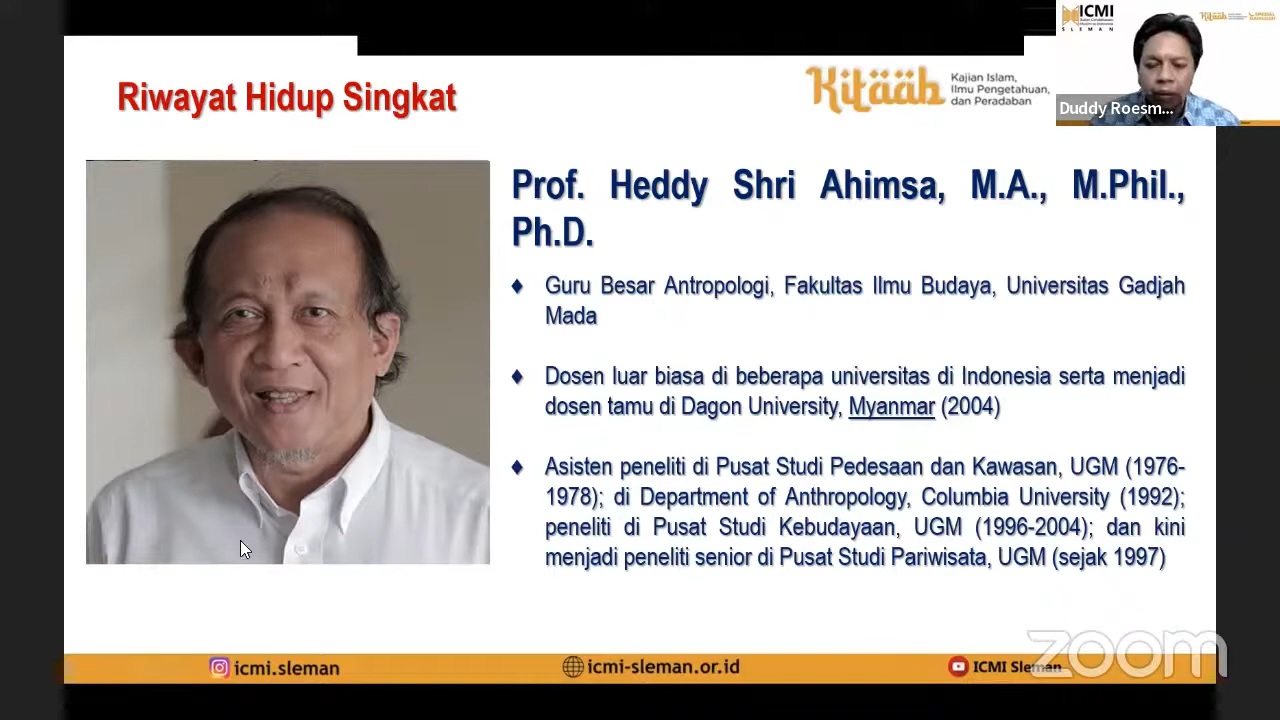 Riwayat Hidup Singkat
Kitääb
Kajian Islam,
Ilmu Pengetahuan,
dan Peradaban
ICMI
SLEMAN
Duddy Roesm...
Prof. Heddy Shri Ahimsa, M.A., M.Phil.,
Ph.D.
♦ Guru Besar Antropologi, Fakultas Ilmu Budaya, Universitas Gadjah
Mada
♦ Dosen luar biasa di beberapa universitas di Indonesia serta menjadi
dosen tamu di Dagon University, Myanmar (2004)
♦ Asisten peneliti di Pusat Studi Pedesaan dan Kawasan, UGM (1976-
1978); di Department of Anthropology, Columbia University (1992);
peneliti di Pusat Studi Kebudayaan, UGM (1996-2004); dan kini
menjadi peneliti senior di Pusat Studi Pariwisata, UGM (sejak 1997)
zoom
icmi.sleman
icmi-sleman.or.id
ICMI Sleman